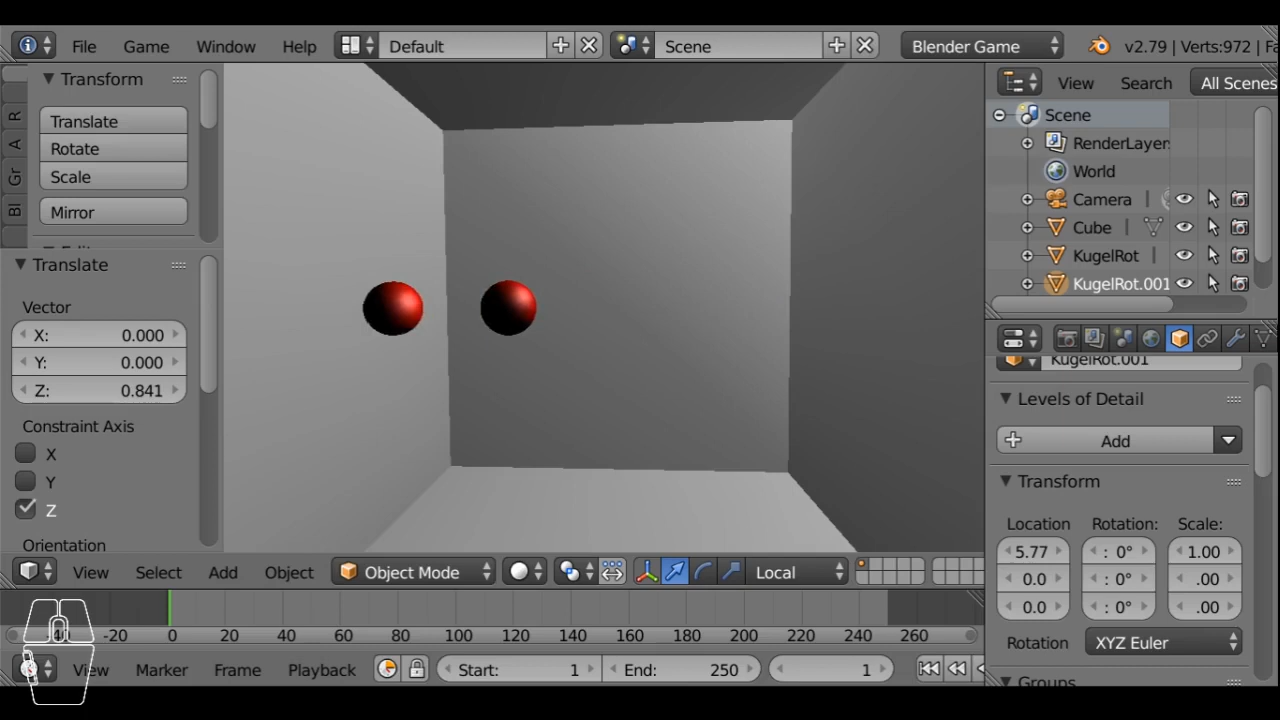 File Game Window Help Default Scene Blender Game v2.79 | Verts:972 |
Transform
Translate
Rotate
Scale
Mirror
R
A
Gr
Bl
Translate
Vector
X: 0.000
Y: 0.000
Z: 0.841
Constraint Axis
X
Y
Z
Orientation
View Select Add Object Object Mode Local
-20 0 20 40 60 80 100 120 140 160 180 200 220 240 260
View Marker Frame Playback Start: 1 End: 250 1
View Search All Scenes
Scene
RenderLayer
World
Camera
Cube
KugelRot
KugelRot.001
KugelRot.001
Levels of Detail
Add
Transform
Location Rotation: Scale:
5.77 : 0° 1.00
0.0 : 0° .00
0.0 : 0° .00
Rotation XYZ Euler
Groups